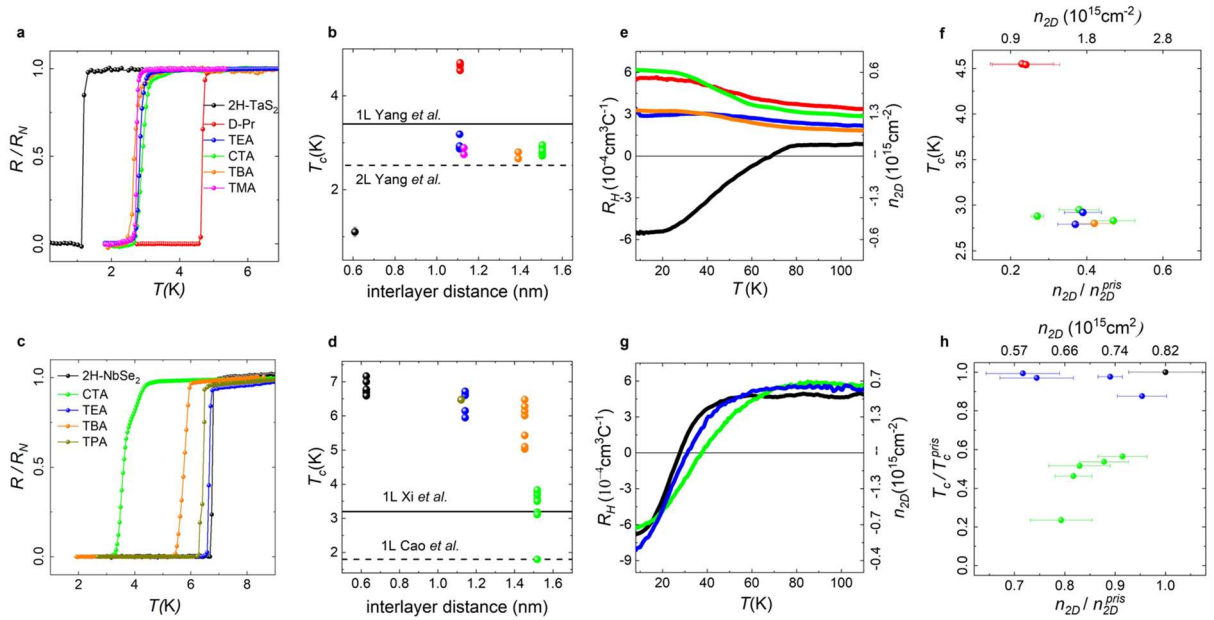 a
R / R_N
1.0
0.5
0.0
2H-TaS₂
D-Pr
TEA
CTA
TBA
TMA
2
4
6
T(K)
b
T_c(K)
4
2
1L Yang et al.
2L Yang et al.
0.6
0.8
1.0
1.2
1.4
1.6
interlayer distance (nm)
e
R_H (10⁻⁴cm³C⁻¹)
6
3
0
-3
-6
0.6
1.3
–
-1.3
-0.6
n_2D (10¹⁵cm⁻²)
20
40
60
80
100
T (K)
f
n_2D (10¹⁵cm⁻²)
0.9
1.8
2.8
T_c(K)
4.5
4.0
3.5
3.0
2.5
0.2
0.4
0.6
n_2D / n_2D^pris
c
R / R_N
1.0
0.5
0.0
2H-NbSe₂
CTA
TEA
TBA
TPA
2
4
6
8
T(K)
d
T_c(K)
7
6
5
4
3
2
1L Xi et al.
1L Cao et al.
0.6
0.8
1.0
1.2
1.4
1.6
interlayer distance (nm)
g
R_H (10⁻⁴cm³C⁻¹)
6
3
0
-3
-6
-9
0.7
1.3
–
-1.3
-0.7
-0.4
n_2D (10¹⁵cm⁻²)
20
40
60
80
100
T(K)
h
n_2D (10¹⁵cm²)
0.57
0.66
0.74
0.82
T_c / T_c^pris
1.0
0.8
0.6
0.4
0.2
0.0
0.7
0.8
0.9
1.0
n_2D / n_2D^pris